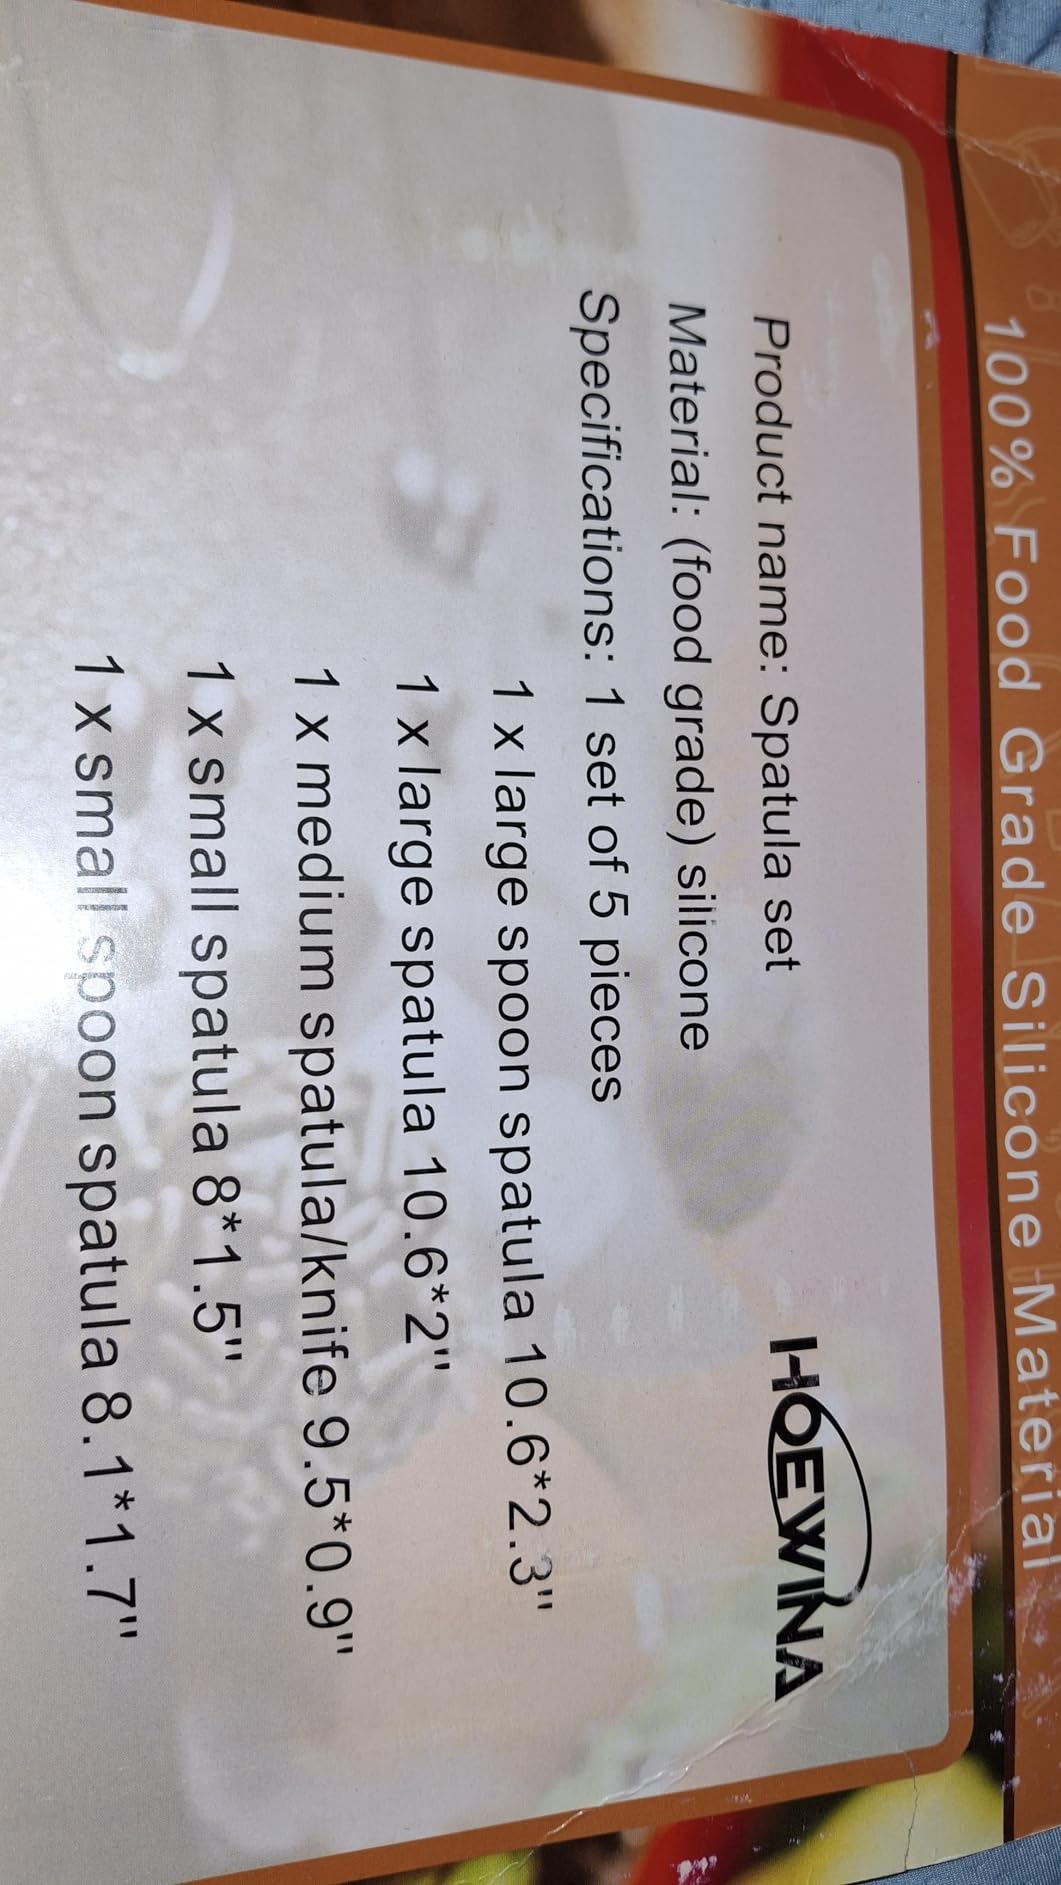 100% Food Grade Silicone Material
HOEWINA
Product name: Spatula set
Material: (food grade) silicone
Specifications: 1 set of 5 pieces
1 x large spoon spatula 10.6*2.3"
1 x large spatula 10.6*2"
1 x medium spatula/knife 9.5*0.9"
1 x small spatula 8*1.5"
1 x small spoon spatula 8.1*1.7"